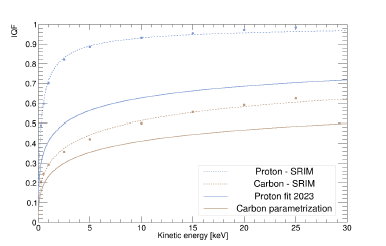 IQF
1
0.9
0.8
0.7
0.6
0.5
0.4
0.3
0.2
0.1
0
0 5 10 15 20 25 30
Kinetic energy [keV]
Proton - SRIM
Carbon - SRIM
Proton fit 2023
Carbon parametrization